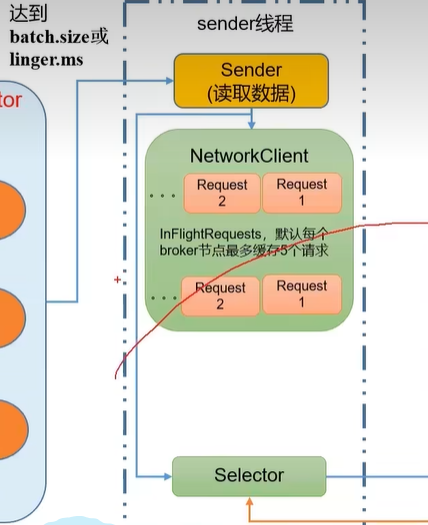 达到
batch.size或
linger.ms
tor
sender线程
Sender
(读取数据)
NetworkClient
···
Request
2
Request
1
InFlightRequests，默认每个
broker节点最多缓存5个请求
···
Request
2
Request
1
Selector